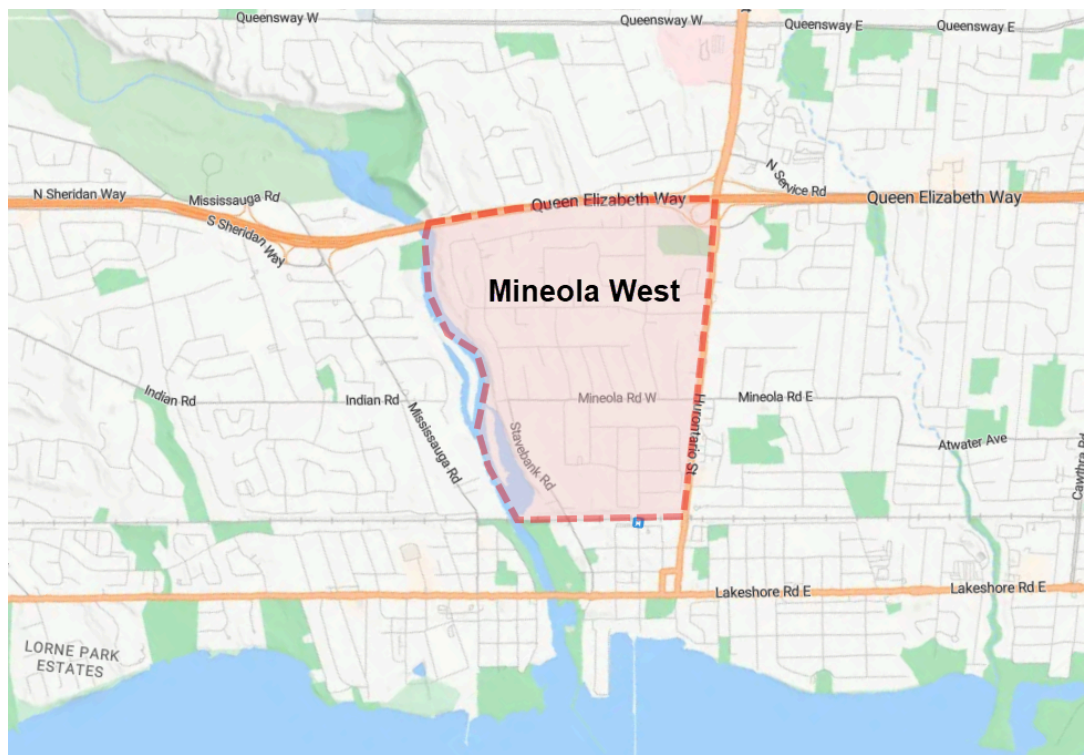 Queensway W
Queensway W
Queensway E
Queensway E
N Sheridan Way
Mississauga Rd
S Sheridan Way
Queen Elizabeth Way
N Service Rd
Queen Elizabeth Way
Mineola West
Indian Rd
Indian Rd
Mississauga Rd
Stavebank Rd
Mineola Rd W
Hurontario St
Mineola Rd E
Atwater Ave
Cawthra Rd
Lakeshore Rd E
Lakeshore Rd E
LORNE PARK
ESTATES